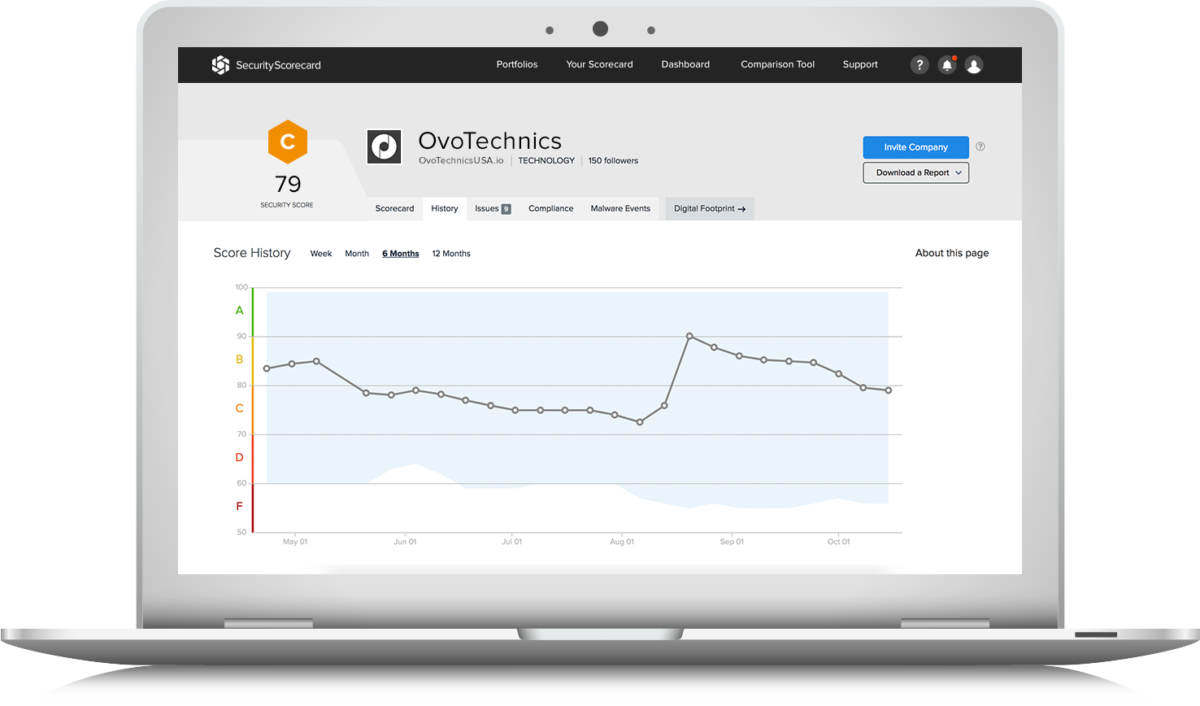 SecurityScorecard
Portfolios Your Scorecard Dashboard Comparison Tool Support ?
C
79
SECURITY SCORE
OvoTechnics
OvoTechnicsUSA.io TECHNOLOGY 150 followers
Invite Company ?
Download a Report
Scorecard History Issues 9 Compliance Malware Events Digital Footprint →
Score History Week Month 6 Months 12 Months About this page
100
A
90
B
80
C
70
D
60
F
50
May 01 Jun 01 Jul 01 Aug 01 Sep 01 Oct 01